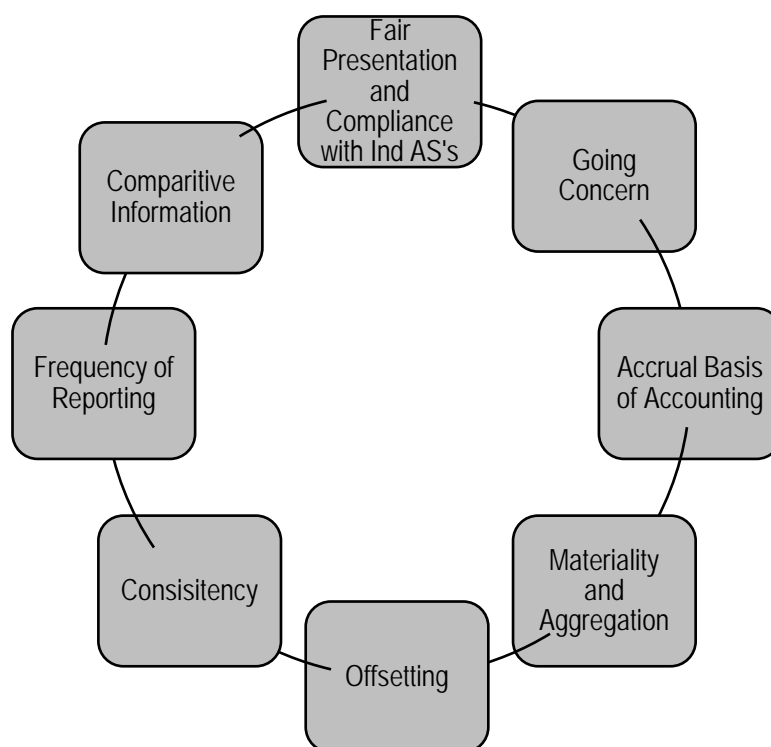 Fair
Presentation
and
Compliance
with Ind AS's
Going
Concern
Accrual Basis
of Accounting
Materiality
and
Aggregation
Offsetting
Consisitency
Frequency of
Reporting
Comparitive
Information